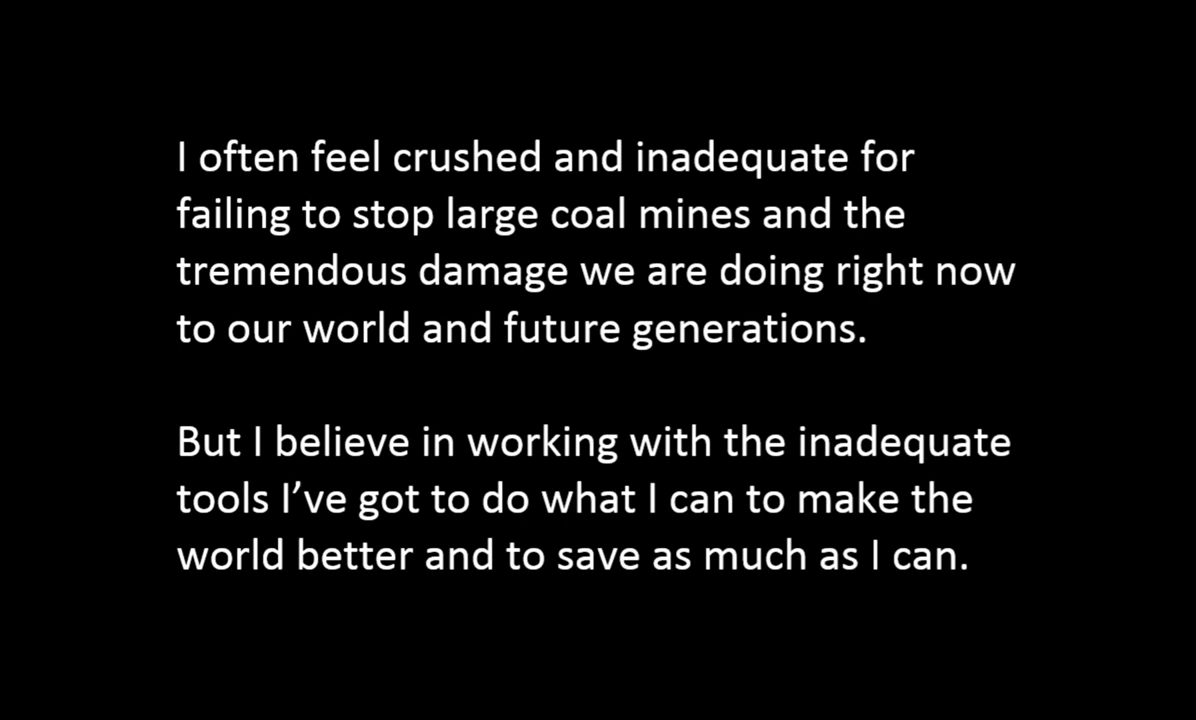 I often feel crushed and inadequate for
failing to stop large coal mines and the
tremendous damage we are doing right now
to our world and future generations.
But I believe in working with the inadequate
tools I’ve got to do what I can to make the
world better and to save as much as I can.